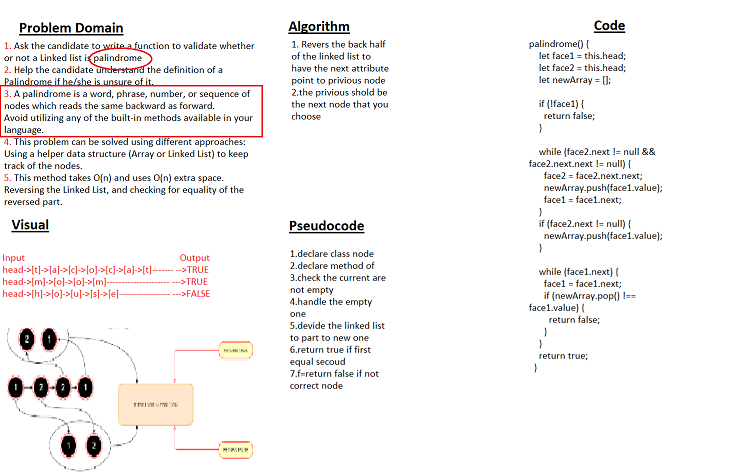 Problem Domain
1. Ask the candidate to write a function to validate whether
or not a Linked list is palindrome
2. Help the candidate understand the definition of a
Palindrome if he/she is unsure of it.
3. A palindrome is a word, phrase, number, or sequence of
nodes which reads the same backward as forward.
Avoid utilizing any of the built-in methods available in your
language.
4. This problem can be solved using different approaches:
Using a helper data structure (Array or Linked List) to keep
track of the nodes.
5. This method takes O(n) and uses O(n) extra space.
Reversing the Linked List, and checking for equality of the
reversed part.
Visual
Input Output
head->[t]->[a]->[c]->[o]->[c]->[a]->[t]------- -->TRUE
head->[m]->[o]->[o]->[m]--------------------- --->TRUE
head->[h]->[o]->[u]->[s]->[e]----------------- --->FALSE
2 1
1 2 2 1
1 2
RETURN TRUE
RETURN FALSE
Algorithm
1. Revers the back half
of the linked list to
have the next attribute
point to privious node
2.the privious shold be
the next node that you
choose
Pseudocode
1.declare class node
2.declare method of
3.check the current are
not empty
4.handle the empty
one
5.devide the linked list
to part to new one
6.return true if first
equal secoud
7.f=return false if not
correct node
Code
palindrome() {
let face1 = this.head;
let face2 = this.head;
let newArray = [];
if (!face1) {
return false;
}
while (face2.next != null &&
face2.next.next != null) {
face2 = face2.next.next;
newArray.push(face1.value);
face1 = face1.next;
}
if (face2.next != null) {
newArray.push(face1.value);
}
while (face1.next) {
face1 = face1.next;
if (newArray.pop() !==
face1.value) {
return false;
}
}
return true;
}